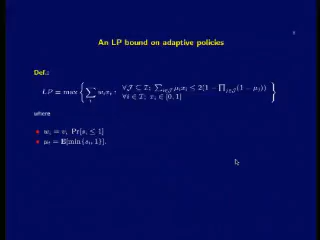 An LP bound on adaptive policies
Def.:
LP = max { ∑_i w_i x_i : ∀J ⊆ I; ∑_{i∈J} μ_i x_i ≤ 2(1 − ∏_{i∈J}(1 − μ_i))
∀i ∈ I; x_i ∈ [0, 1] }
where
• w_i = v_i Pr[s_i ≤ 1]
• μ_i = E[min{s_i, 1}].